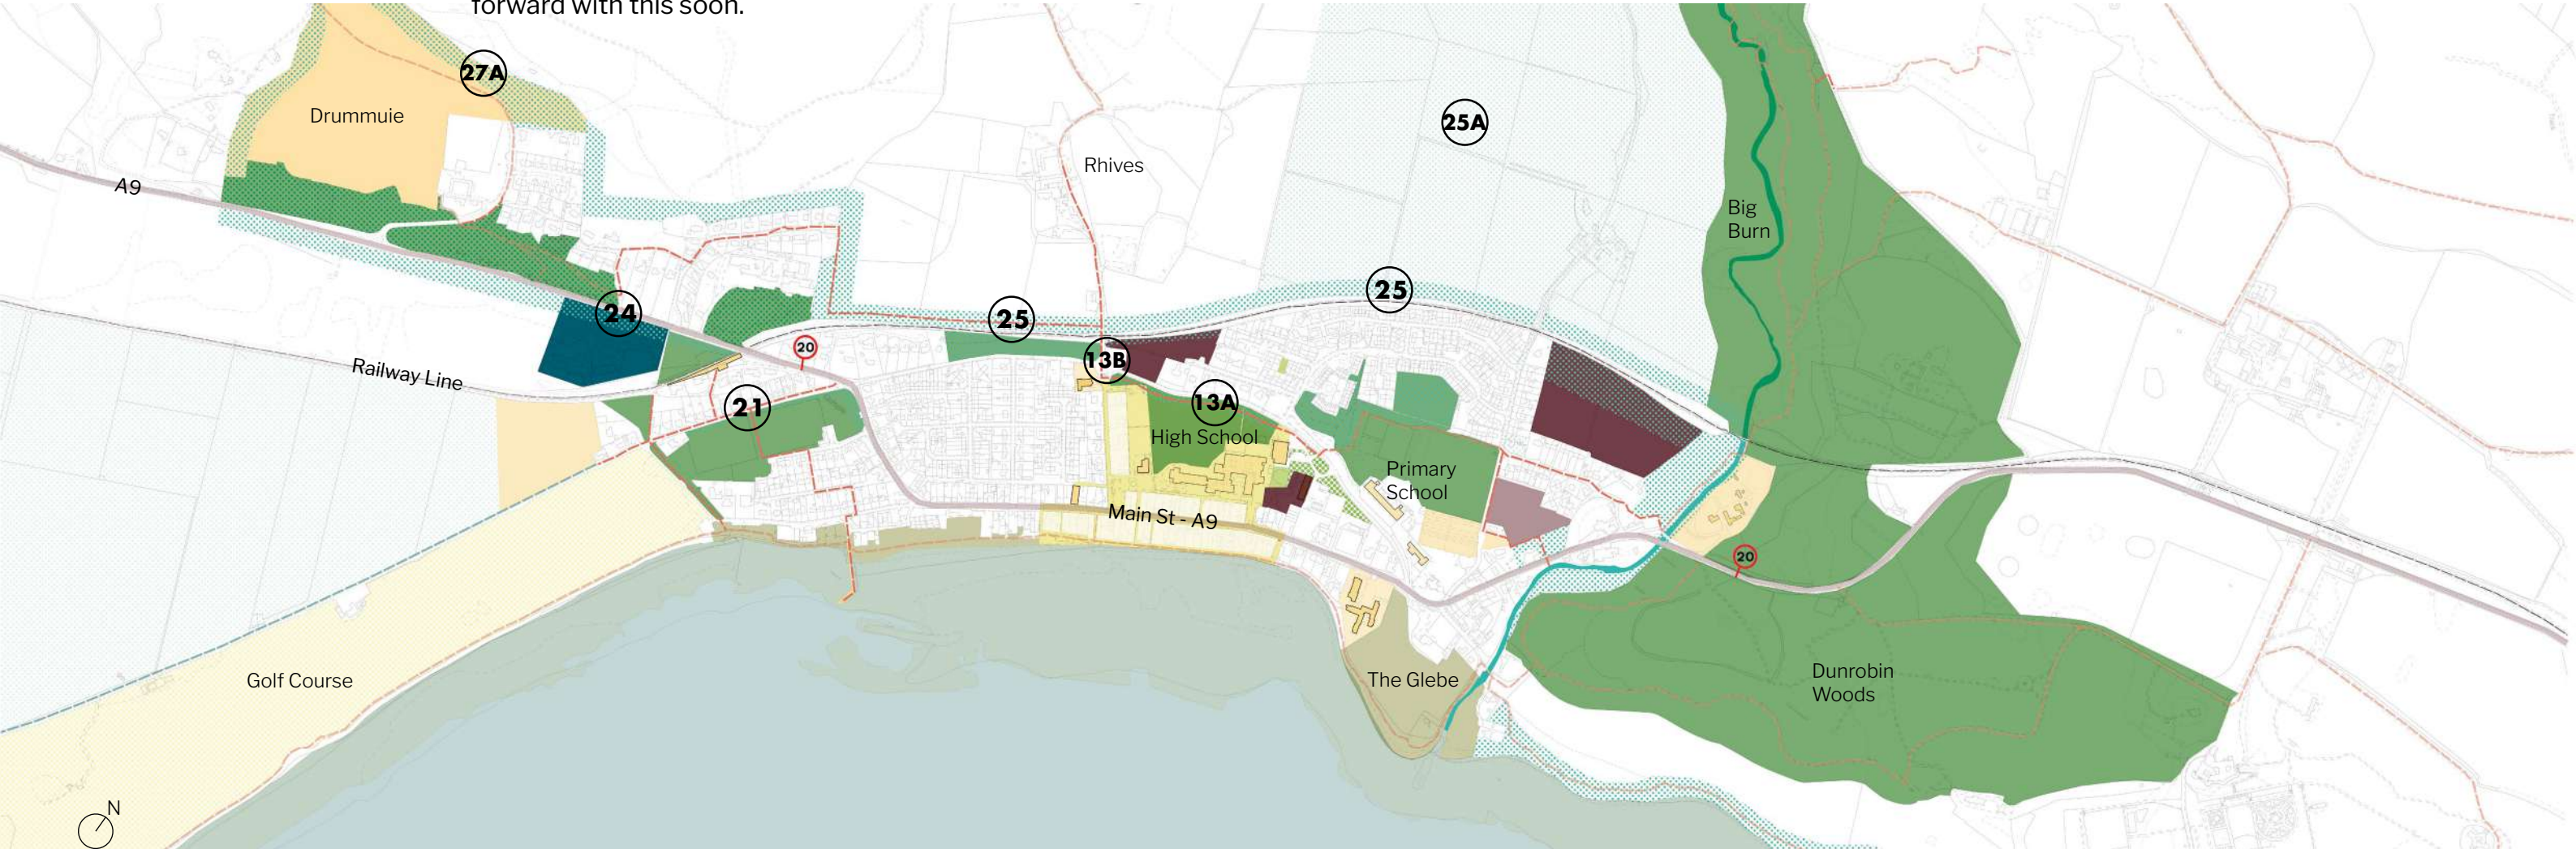 forward with this soon.
27A
Drummuie
25A
Rhives
A9
Big
Burn
24
25
25
20
13B
Railway Line
21
13A
High School
Primary
School
Main St - A9
20
Golf Course
The Glebe
Dunrobin
Woods
N